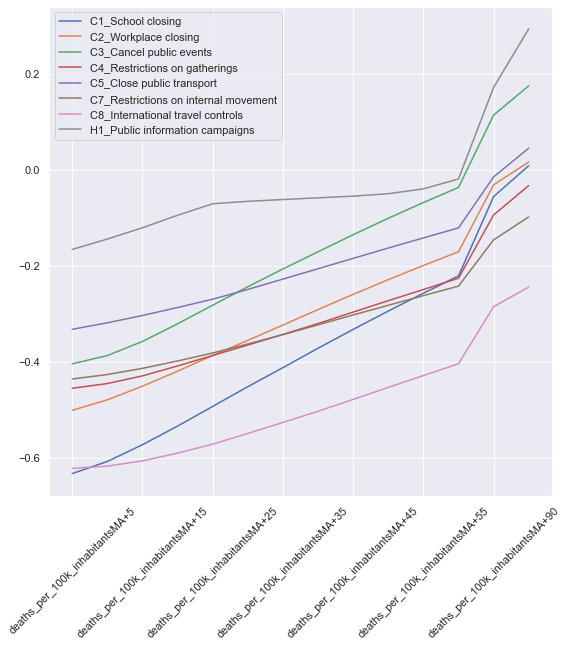 C1_School closing
C2_Workplace closing
C3_Cancel public events
C4_Restrictions on gatherings
C5_Close public transport
C7_Restrictions on internal movement
C8_International travel controls
H1_Public information campaigns
0.2
0.0
−0.2
−0.4
−0.6
deaths_per_100k_inhabitantsMA+5
deaths_per_100k_inhabitantsMA+15
deaths_per_100k_inhabitantsMA+25
deaths_per_100k_inhabitantsMA+35
deaths_per_100k_inhabitantsMA+45
deaths_per_100k_inhabitantsMA+55
deaths_per_100k_inhabitantsMA+90